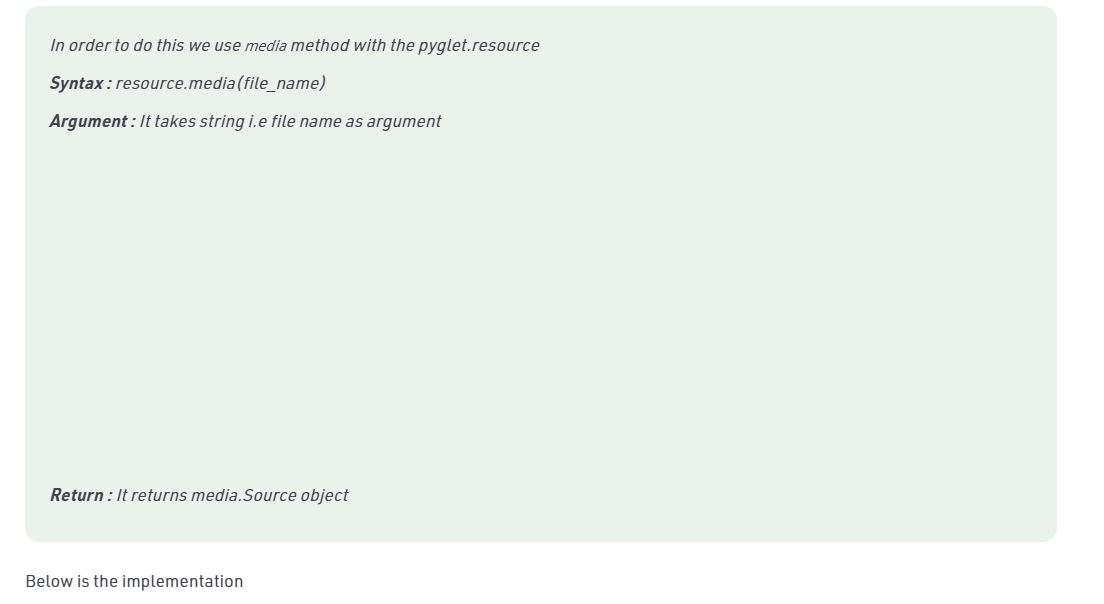 In order to do this we use media method with the pyglet.resource
Syntax : resource.media(file_name)
Argument : It takes string i.e file name as argument
Return : It returns media.Source object
Below is the implementation